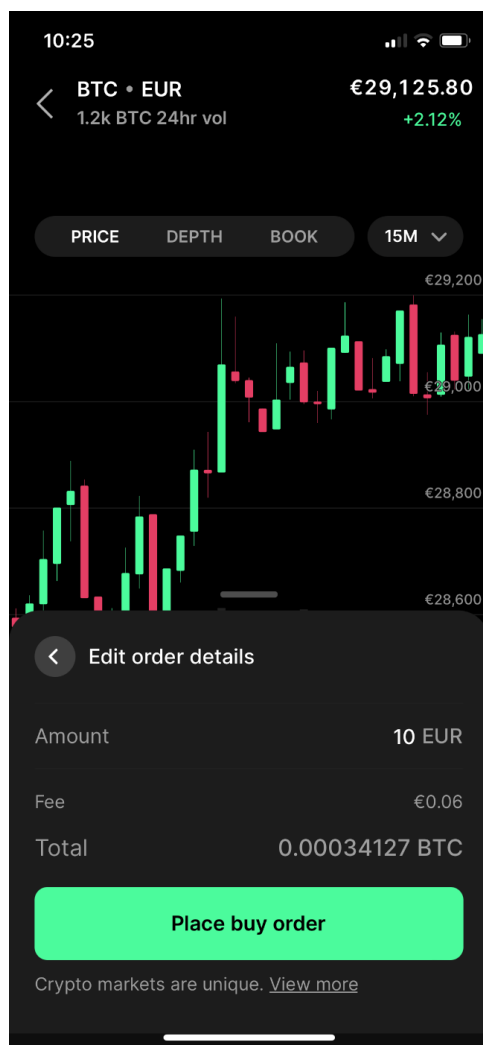 10:25
BTC • EUR
€29,125.80
1.2k BTC 24hr vol
+2.12%
PRICE DEPTH BOOK 15M
€29,200
€29,000
€28,800
€28,600
Edit order details
Amount 10 EUR
Fee €0.06
Total 0.00034127 BTC
Place buy order
Crypto markets are unique. View more